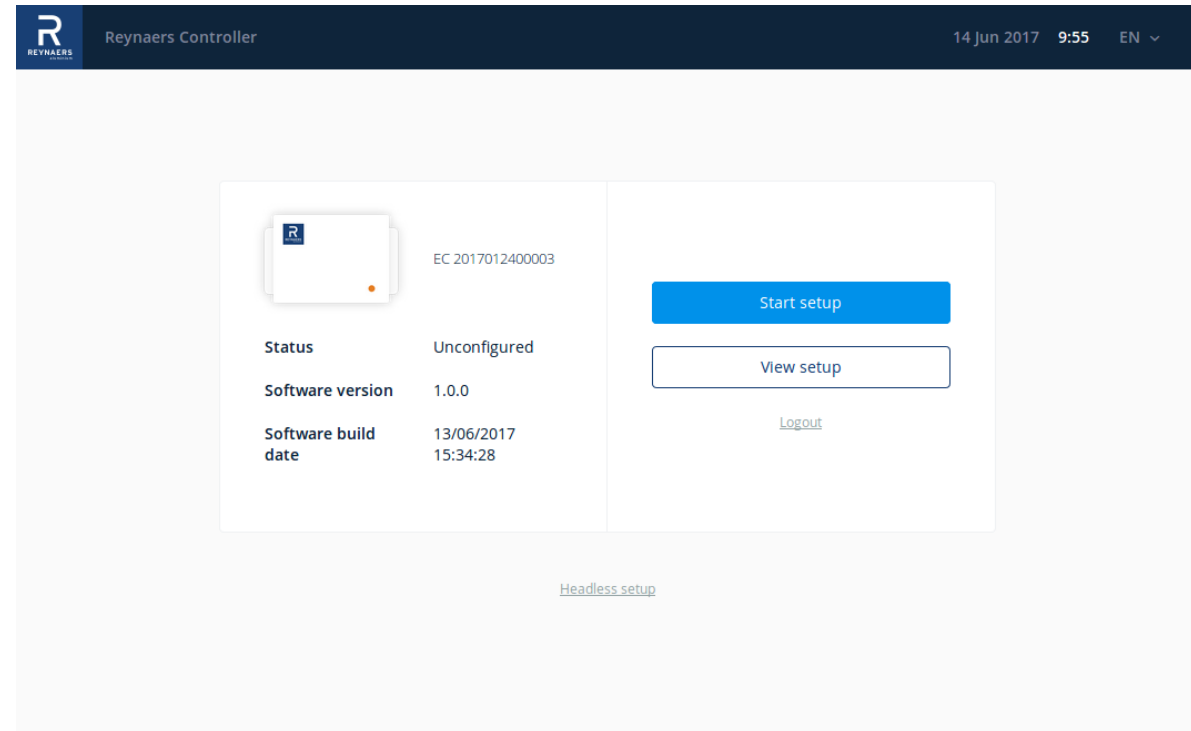 REYNAERS
Reynaers Controller
14 Jun 2017 9:55 EN
EC 2017012400003
Status Unconfigured
Software version 1.0.0
Software build date 13/06/2017 15:34:28
Start setup
View setup
Logout
Headless setup